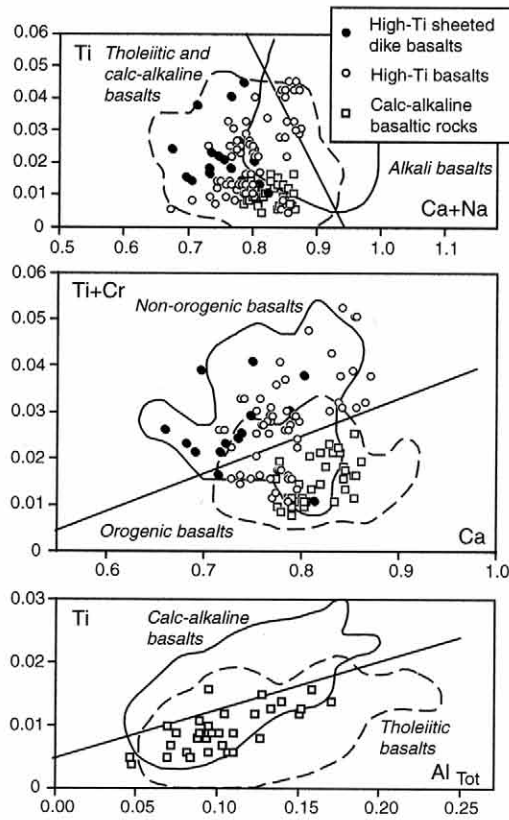 0.06
Ti
Tholeiitic and
calc-alkaline
basalts
High-Ti sheeted
dike basalts
High-Ti basalts
Calc-alkaline
basaltic rocks
0.05
0.04
0.03
0.02
0.01
0
Alkali basalts
Ca+Na
0.5
0.6
0.7
0.8
0.9
1.0
1.1
0.06
Ti+Cr
Non-orogenic basalts
0.05
0.04
0.03
0.02
0.01
0
Orogenic basalts
Ca
0.6
0.7
0.8
0.9
1.0
0.03
Ti
Calc-alkaline
basalts
0.02
0.01
0
Tholeiitic
basalts
Al Tot
0.00
0.05
0.10
0.15
0.20
0.25